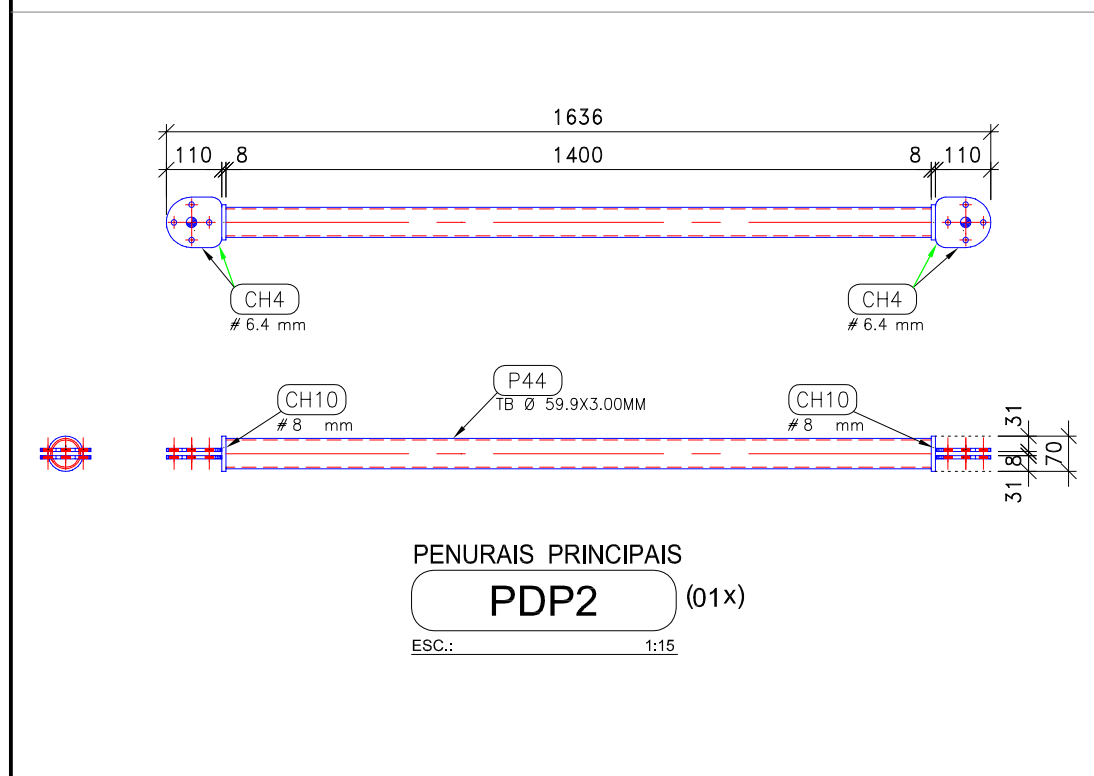 1636
110 8 1400 8 110
CH4
# 6.4 mm
CH4
# 6.4 mm
P44
TB Ø 59.9X3.00MM
CH10
# 8 mm
CH10
# 8 mm
31
8
31
70
PENURAIS PRINCIPAIS
PDP2 (01x)
ESC.: 1:15